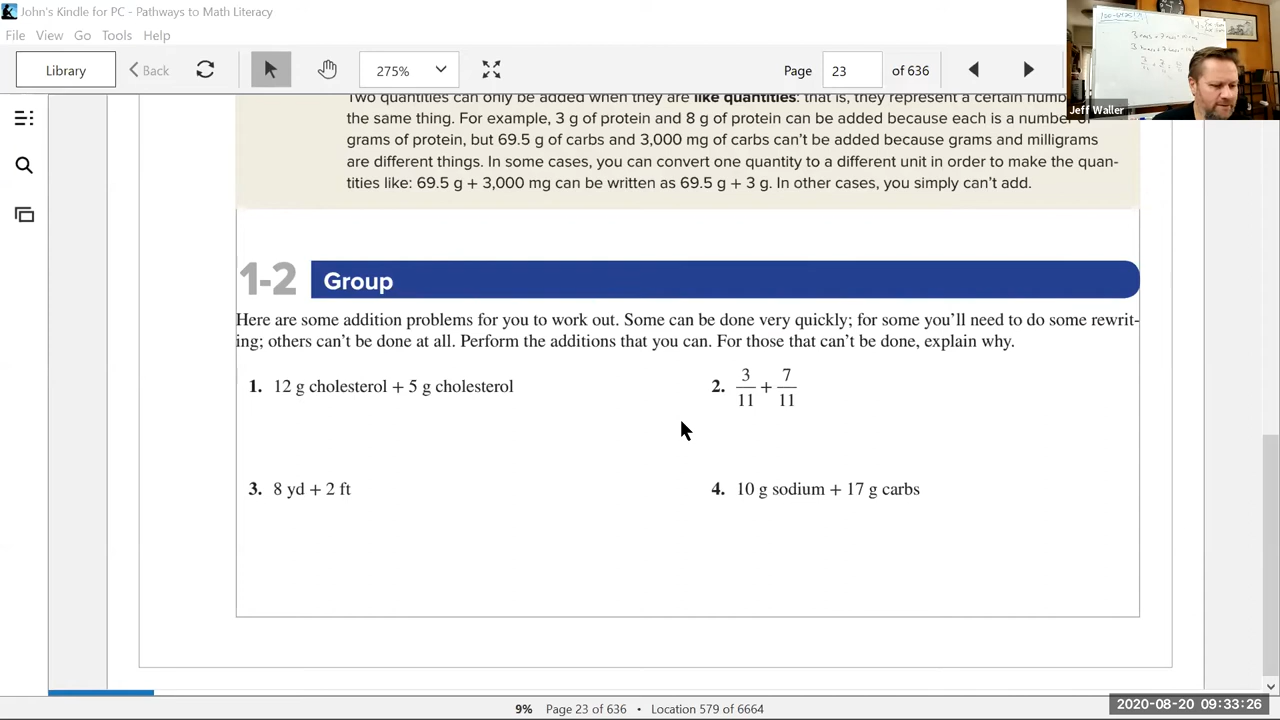 John's Kindle for PC - Pathways to Math Literacy
File View Go Tools Help
Library Back 275% Page 23 of 636
Jeff Waller
Two quantities can only be added when they are like quantities: that is, they represent a certain numb
the same thing. For example, 3 g of protein and 8 g of protein can be added because each is a number o
grams of protein, but 69.5 g of carbs and 3,000 mg of carbs can't be added because grams and milligrams
are different things. In some cases, you can convert one quantity to a different unit in order to make the quan-
tities like: 69.5 g + 3,000 mg can be written as 69.5 g + 3 g. In other cases, you simply can't add.
1-2 Group
Here are some addition problems for you to work out. Some can be done very quickly; for some you'll need to do some rewrit-
ing; others can't be done at all. Perform the additions that you can. For those that can't be done, explain why.
1. 12 g cholesterol + 5 g cholesterol
2. 3/11 + 7/11
3. 8 yd + 2 ft
4. 10 g sodium + 17 g carbs
9% Page 23 of 636 • Location 579 of 6664
2020-08-20 09:33:26